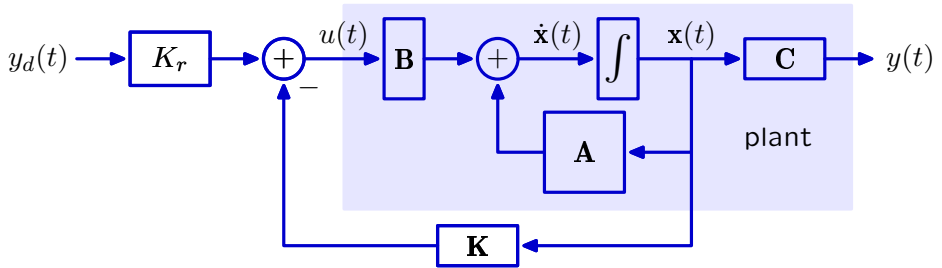 u(t) ẋ(t) x(t)
y_d(t) K_r + B + ∫ C y(t)
−
A plant
K